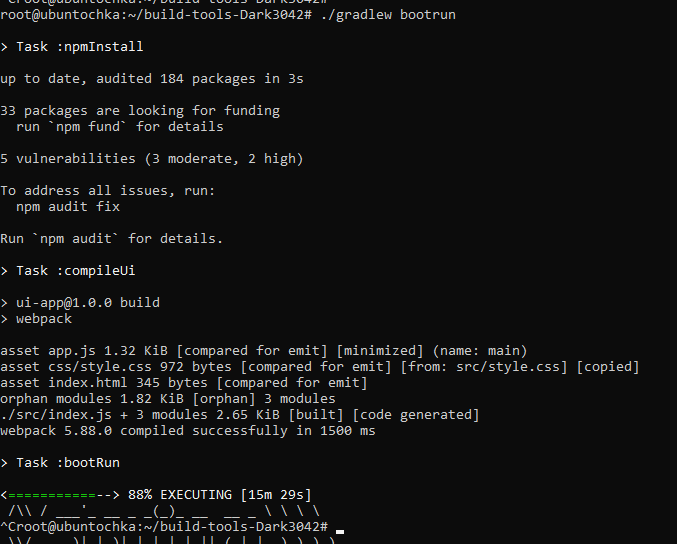 ^Croot@ubuntochka:~/build-tools-Dark3042#
root@ubuntochka:~/build-tools-Dark3042# ./gradlew bootrun
> Task :npmInstall
up to date, audited 184 packages in 3s
33 packages are looking for funding
  run `npm fund` for details
5 vulnerabilities (3 moderate, 2 high)
To address all issues, run:
  npm audit fix
Run `npm audit` for details.
> Task :compileUi
> ui-app@1.0.0 build
> webpack
asset app.js 1.32 KiB [compared for emit] [minimized] (name: main)
asset css/style.css 972 bytes [compared for emit] [from: src/style.css] [copied]
asset index.html 345 bytes [compared for emit]
orphan modules 1.82 KiB [orphan] 3 modules
./src/index.js + 3 modules 2.65 KiB [built] [code generated]
webpack 5.88.0 compiled successfully in 1500 ms
> Task :bootRun
<===========--> 88% EXECUTING [15m 29s]
 /\\ / ___'_ __ _ _(_)_ __  __ _ \ \ \ \
^Croot@ubuntochka:~/build-tools-Dark3042#